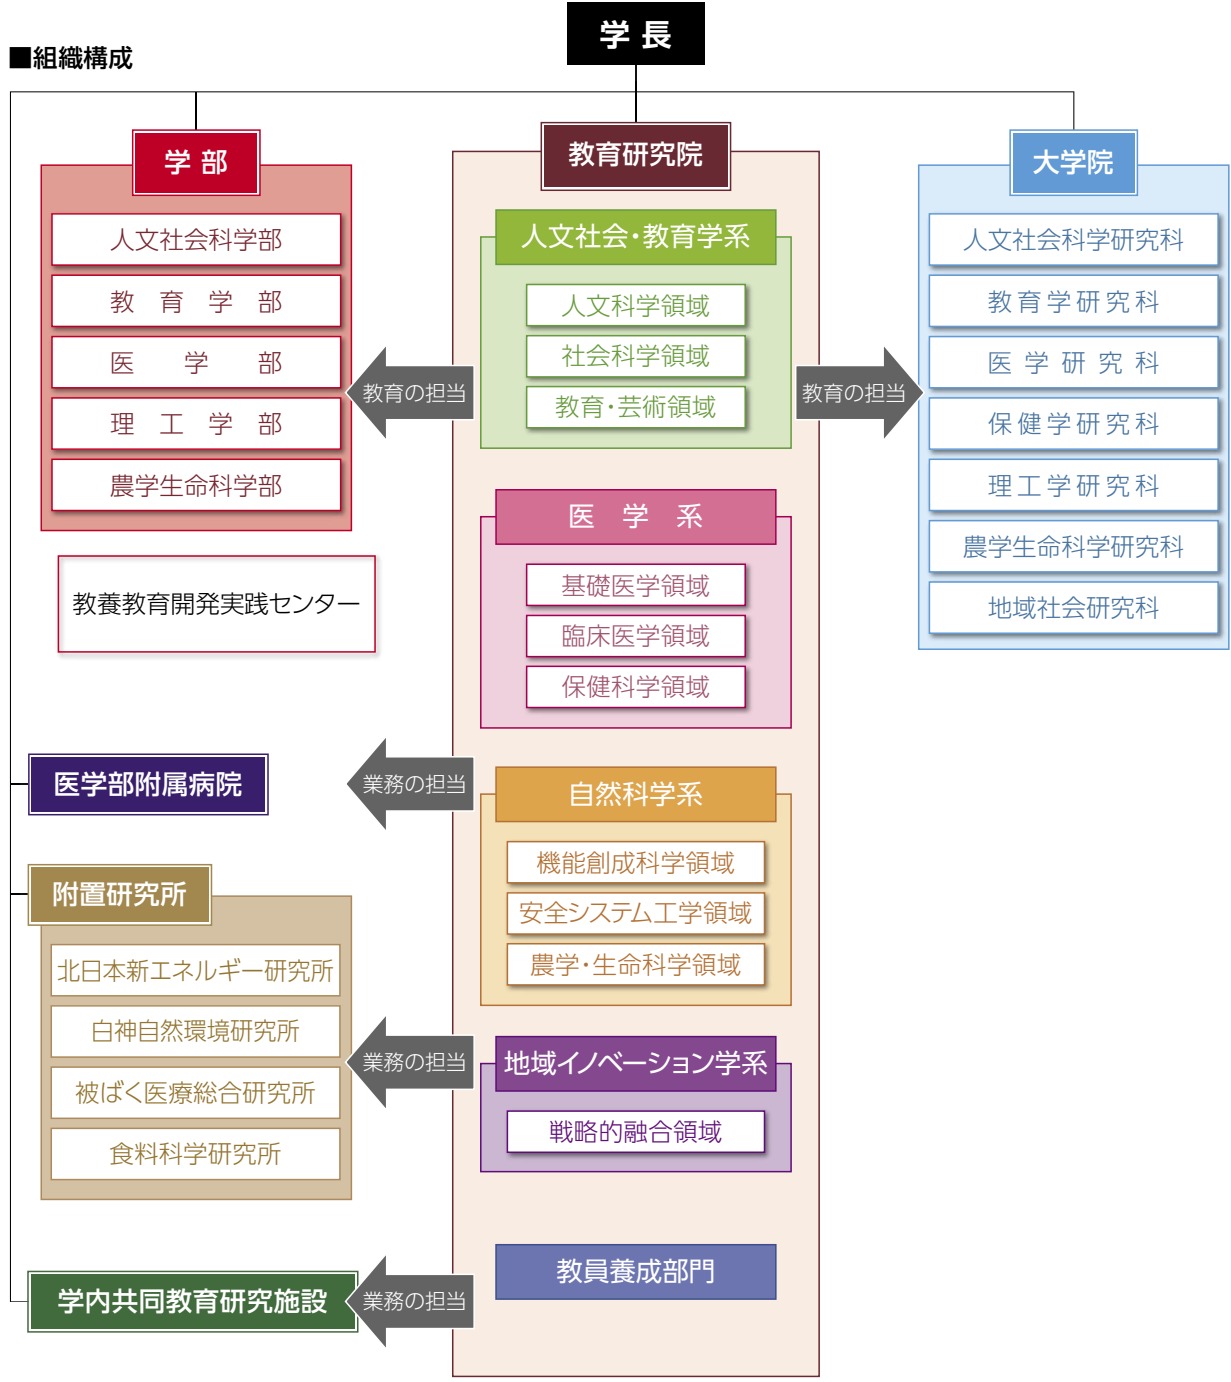 学長
■組織構成
学部
人文社会科学部
教育学部
医学部
理工学部
農学生命科学部
教養教育開発実践センター
医学部附属病院
附置研究所
北日本新エネルギー研究所
白神自然環境研究所
被ばく医療総合研究所
食料科学研究所
学内共同教育研究施設
教育の担当
業務の担当
業務の担当
業務の担当
教育研究院
人文社会・教育学系
人文科学領域
社会科学領域
教育・芸術領域
医学系
基礎医学領域
臨床医学領域
保健科学領域
自然科学系
機能創成科学領域
安全システム工学領域
農学・生命科学領域
地域イノベーション学系
戦略的融合領域
教員養成部門
教育の担当
大学院
人文社会科学研究科
教育学研究科
医学研究科
保健学研究科
理工学研究科
農学生命科学研究科
地域社会研究科